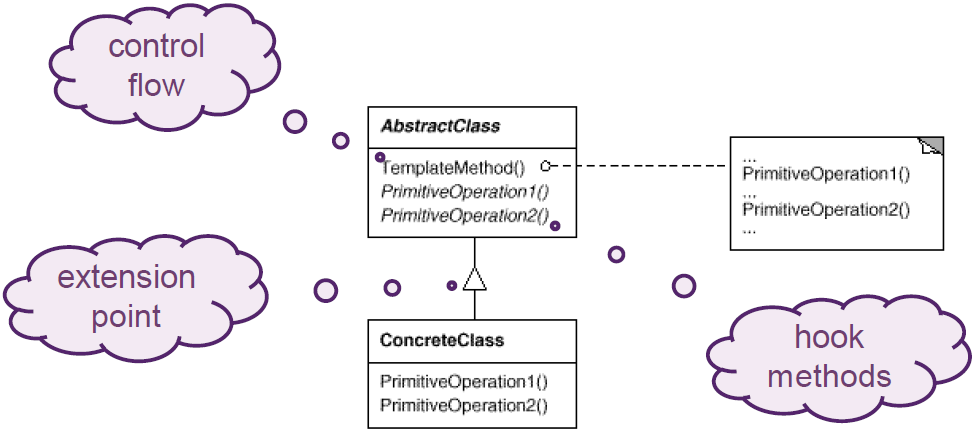 control
flow
AbstractClass
TemplateMethod()
PrimitiveOperation1()
PrimitiveOperation2()
...
PrimitiveOperation1()
...
PrimitiveOperation2()
...
extension
point
ConcreteClass
PrimitiveOperation1()
PrimitiveOperation2()
hook
methods